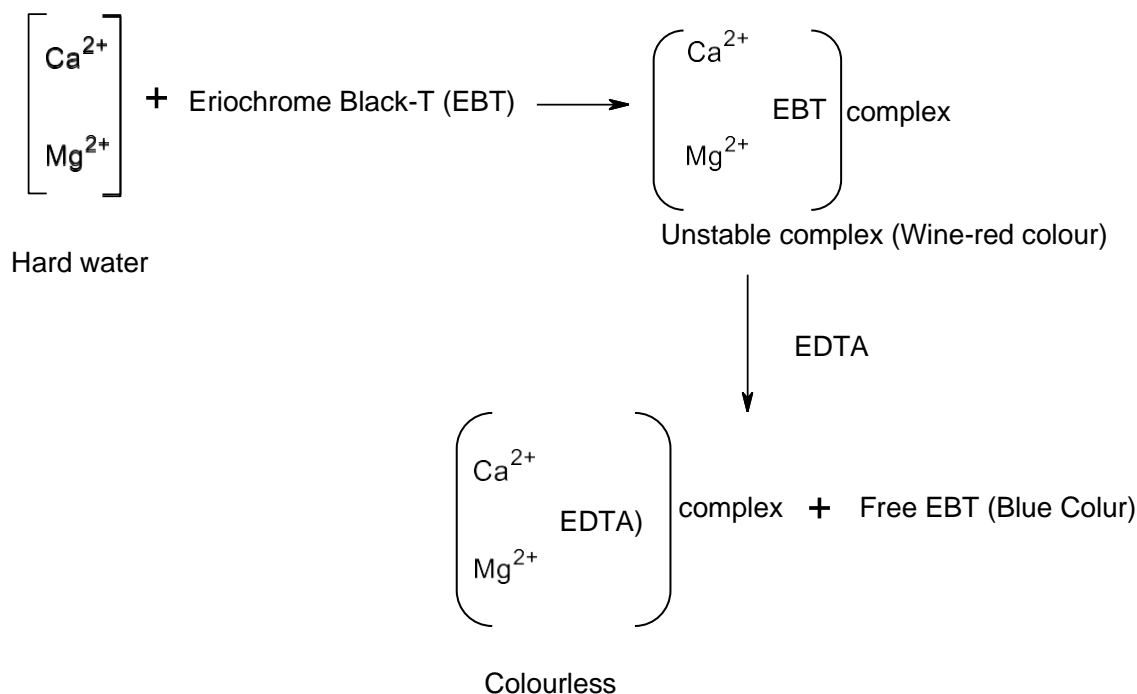 Ca²⁺
Mg²⁺
+ Eriochrome Black-T (EBT)
Hard water
Ca²⁺
EBT
Mg²⁺
complex
Unstable complex (Wine-red colour)
EDTA
Ca²⁺
EDTA)
Mg²⁺
complex + Free EBT (Blue Colur)
Colourless